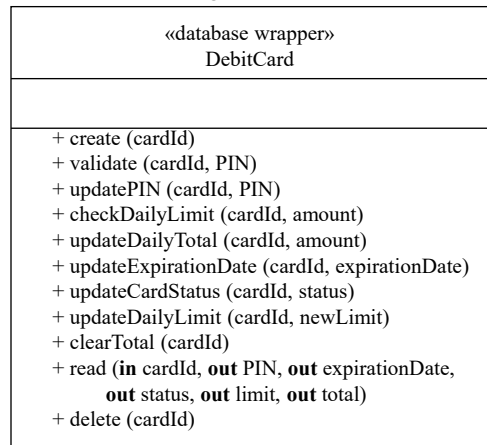 «database wrapper»
DebitCard
+ create (cardId)
+ validate (cardId, PIN)
+ updatePIN (cardId, PIN)
+ checkDailyLimit (cardId, amount)
+ updateDailyTotal (cardId, amount)
+ updateExpirationDate (cardId, expirationDate)
+ updateCardStatus (cardId, status)
+ updateDailyLimit (cardId, newLimit)
+ clearTotal (cardId)
+ read (in cardId, out PIN, out expirationDate,
out status, out limit, out total)
+ delete (cardId)